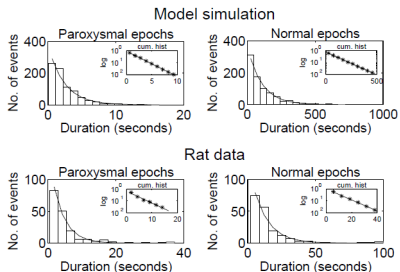 Model simulation
Paroxysmal epochs
Normal epochs
No. of events
400
200
0
0
10
20
Duration (seconds)
cum. hist
log
10^0
10^-1
10^-2
0
5
10
No. of events
400
200
0
0
500
1000
Duration (seconds)
cum. hist
log
10^0
10^-2
0
500
Rat data
Paroxysmal epochs
Normal epochs
No. of events
100
50
0
0
20
40
Duration (seconds)
cum. hist
log
10^0
10^-1
10^-2
0
10
20
No. of events
100
50
0
0
50
100
Duration (seconds)
cum. hist
log
10^0
10^-1
10^-2
0
20
40